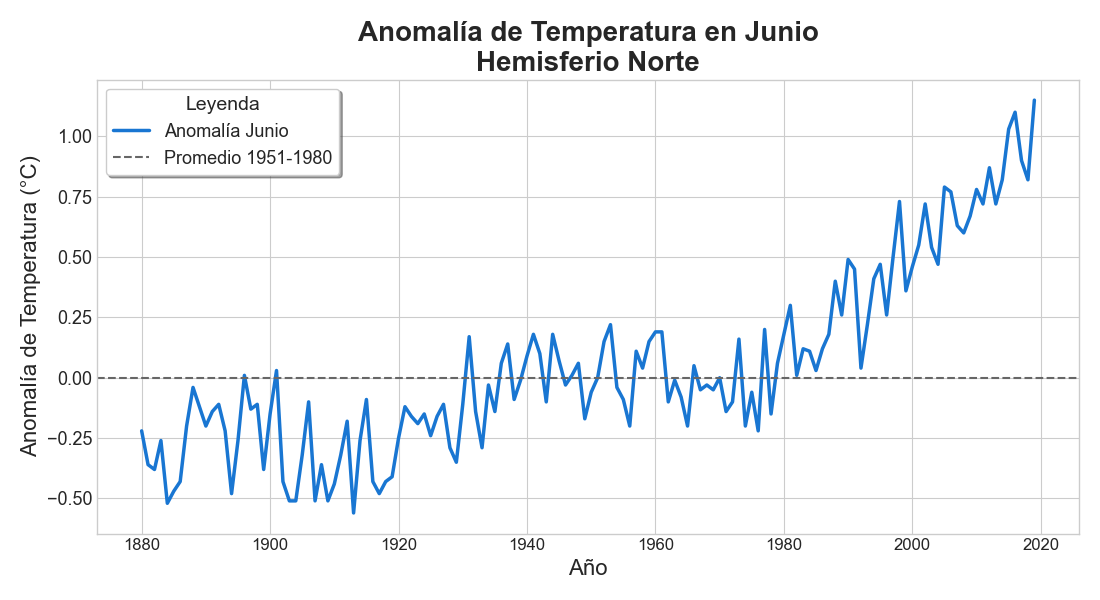 Anomalía de Temperatura en Junio
Hemisferio Norte
Leyenda
Anomalía Junio
Promedio 1951-1980
Anomalía de Temperatura (°C)
1.00
0.75
0.50
0.25
0.00
−0.25
−0.50
1880 1900 1920 1940 1960 1980 2000 2020
Año